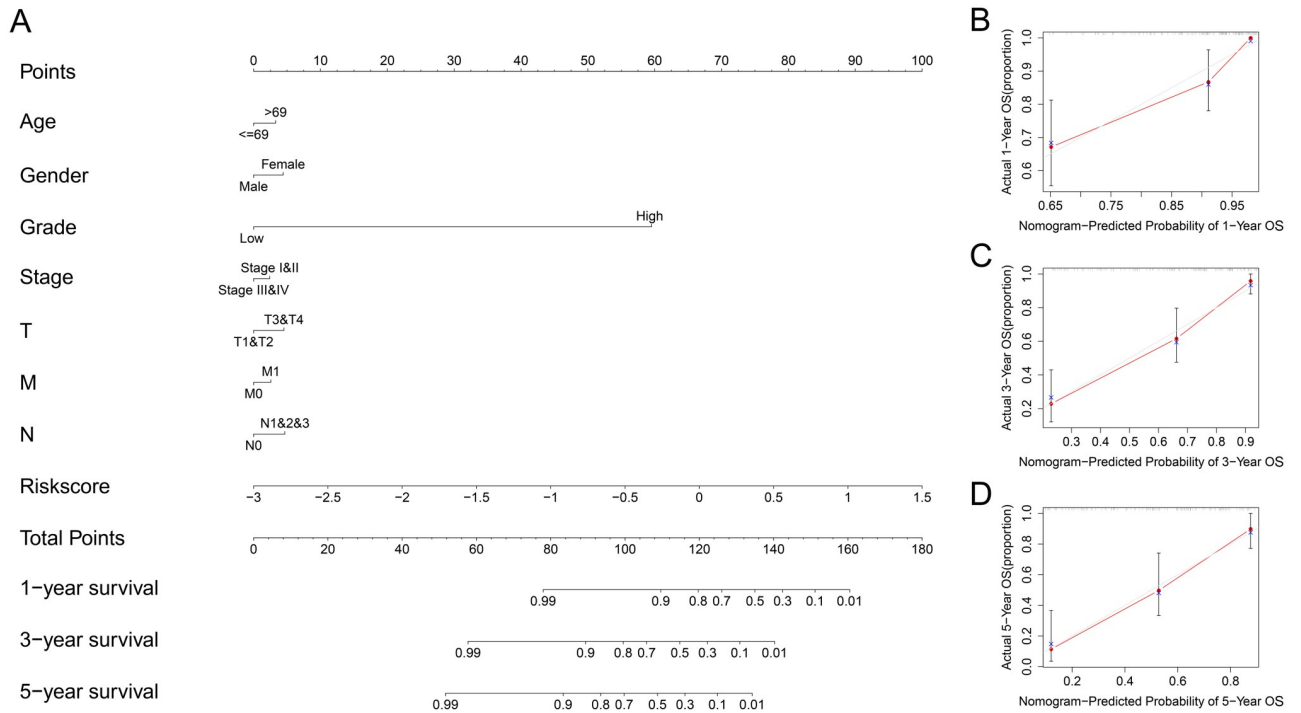 A
Points
0 10 20 30 40 50 60 70 80 90 100
Age
>69
<=69
Gender
Female
Male
Grade
High
Low
Stage
Stage I&II
Stage III&IV
T
T3&T4
T1&T2
M
M1
M0
N
N1&2&3
N0
Riskscore
−3 −2.5 −2 −1.5 −1 −0.5 0 0.5 1 1.5
Total Points
0 20 40 60 80 100 120 140 160 180
1−year survival
0.99 0.9 0.8 0.7 0.5 0.3 0.1 0.01
3−year survival
0.99 0.9 0.8 0.7 0.5 0.3 0.1 0.01
5−year survival
0.99 0.9 0.8 0.7 0.5 0.3 0.1 0.01
B
Actual 1−Year OS(proportion)
1.0
0.9
0.8
0.7
0.6
0.65 0.75 0.85 0.95
Nomogram−Predicted Probability of 1−Year OS
C
Actual 3−Year OS(proportion)
1.0
0.8
0.6
0.4
0.2
0.3 0.4 0.5 0.6 0.7 0.8 0.9
Nomogram−Predicted Probability of 3−Year OS
D
Actual 5−Year OS(proportion)
1.0
0.8
0.6
0.4
0.2
0.0
0.2 0.4 0.6 0.8
Nomogram−Predicted Probability of 5−Year OS